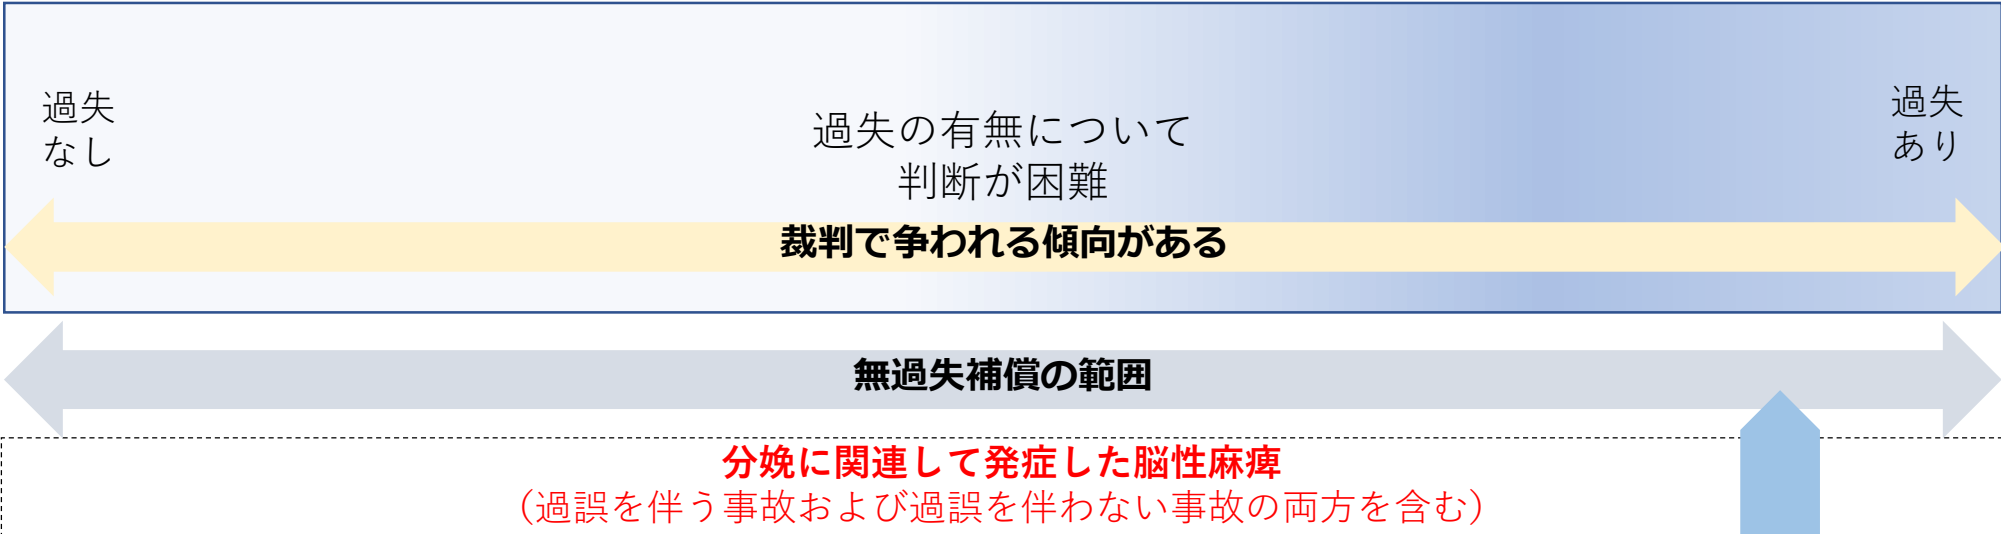 過失
なし
過失の有無について
判断が困難
過失
あり
裁判で争われる傾向がある
無過失補償の範囲
分娩に関連して発症した脳性麻痺
（過誤を伴う事故および過誤を伴わない事故の両方を含む）